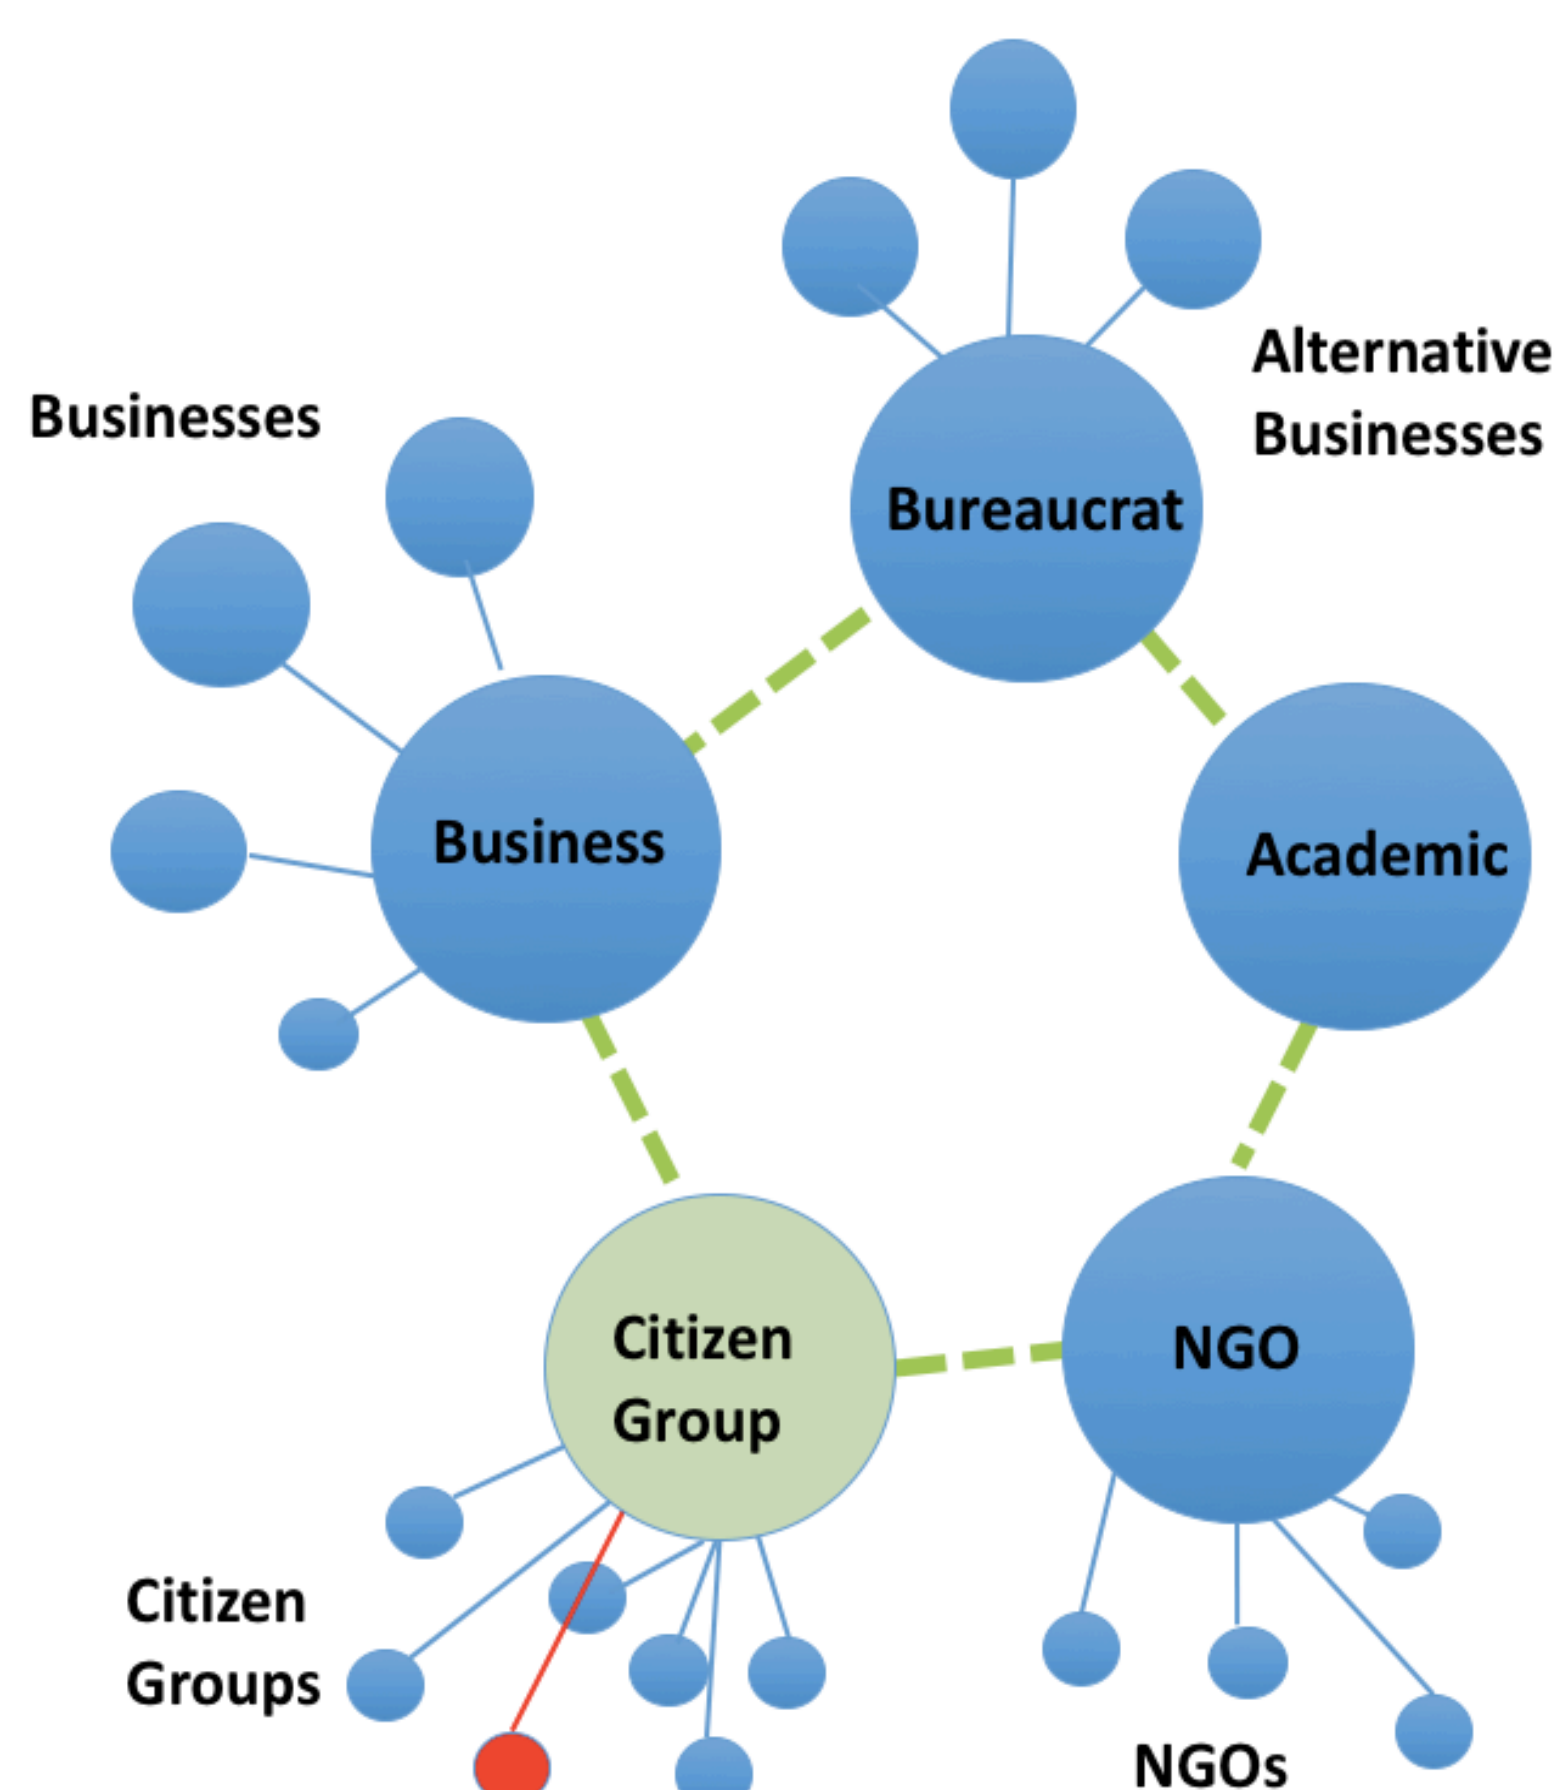 Alternative
Businesses
Businesses
Bureaucrat
Business
Academic
Citizen
Group
NGO
Citizen
Groups
NGOs